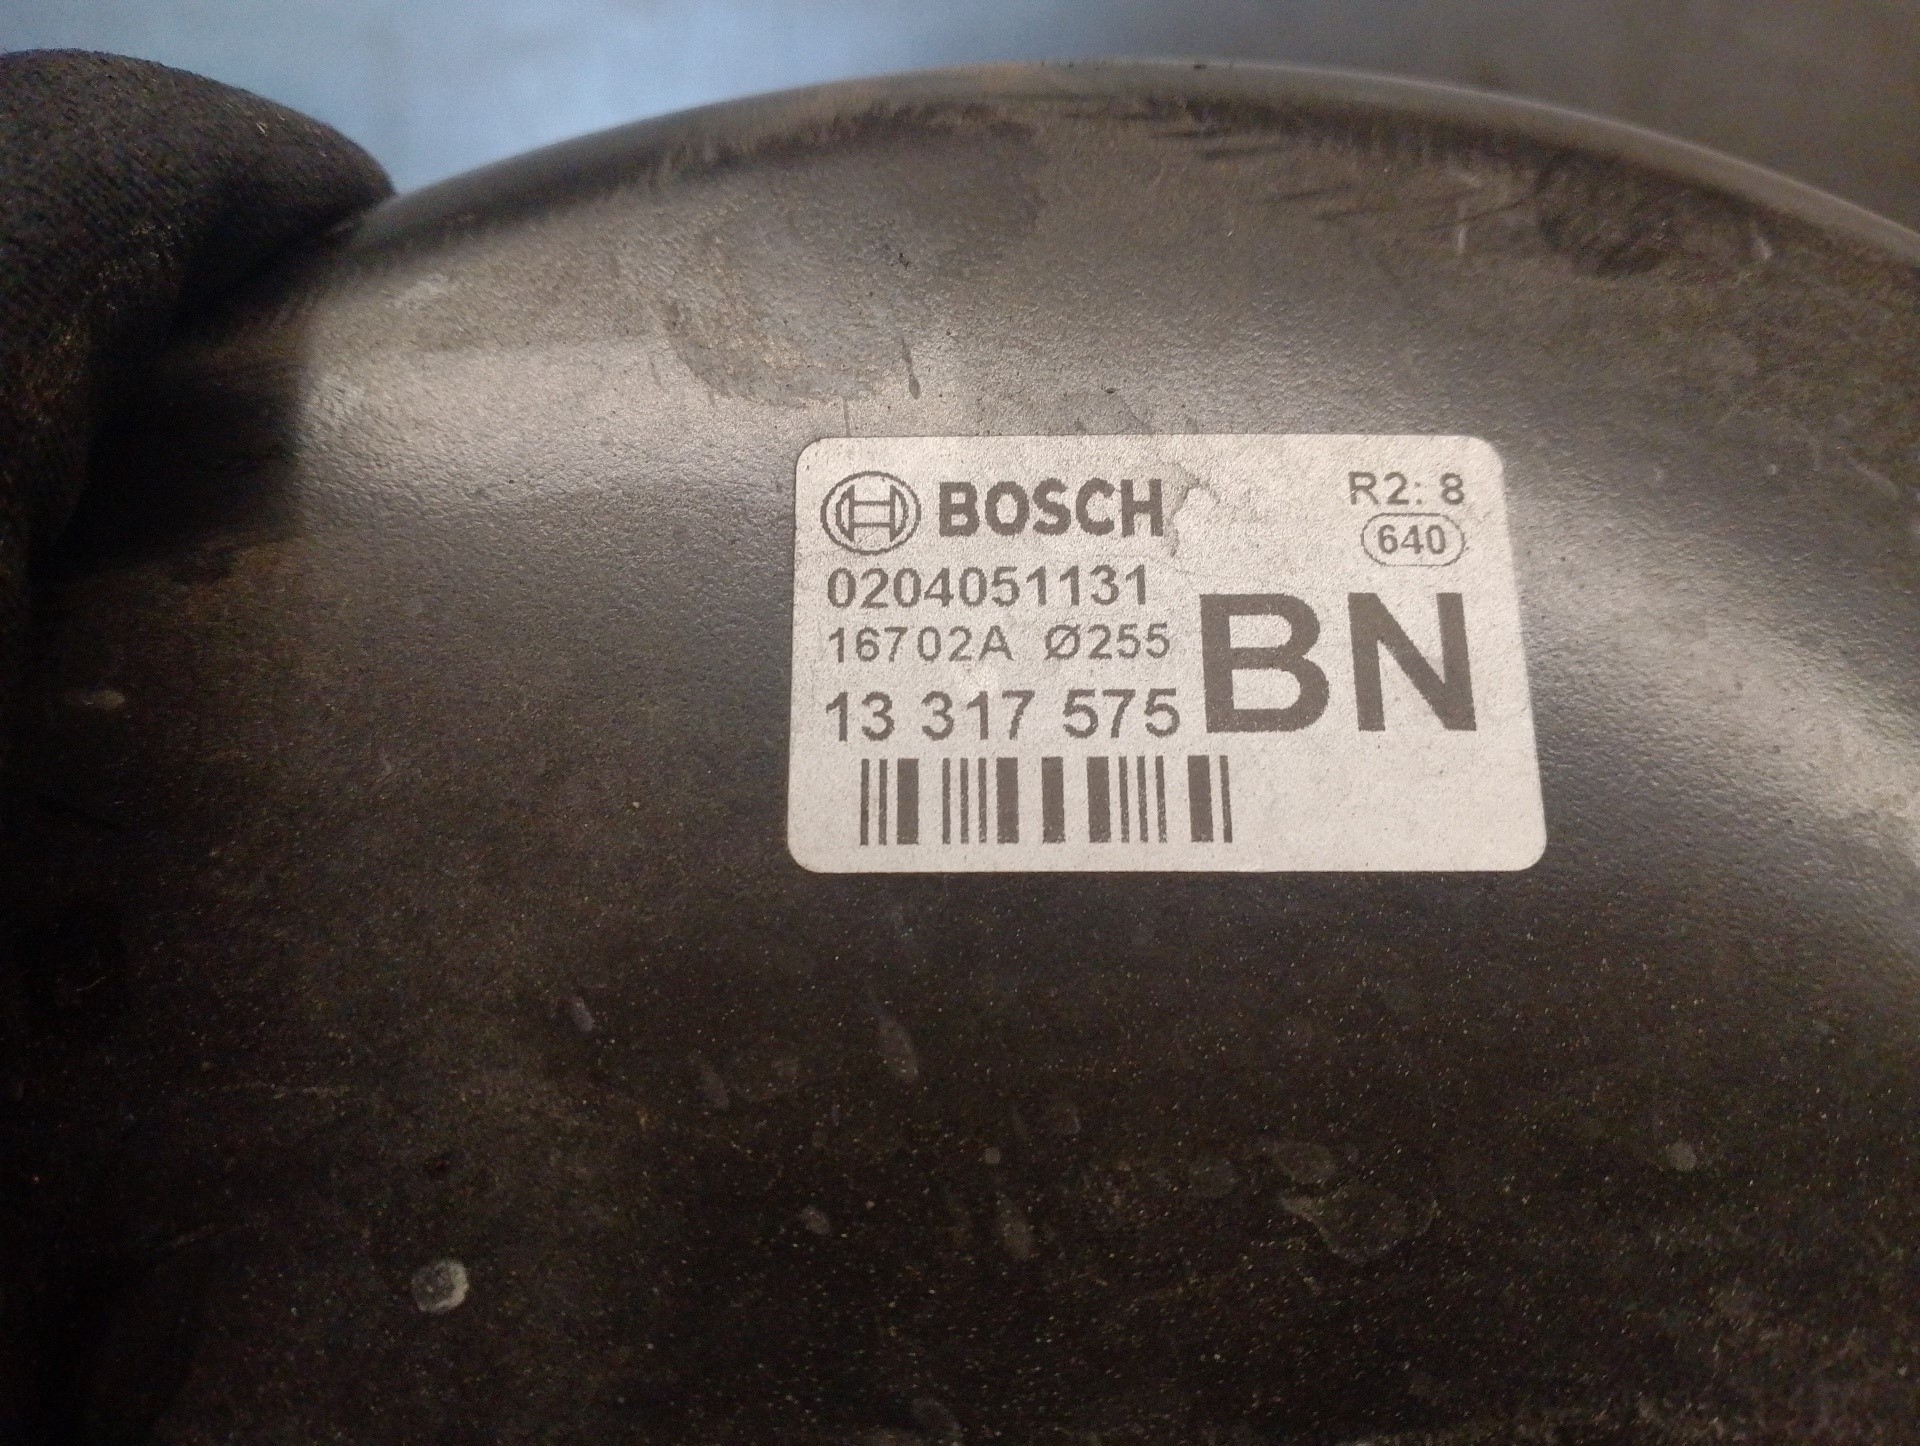 BOSCH
R2: 8
640
0204051131
16702A Ø255
13 317 575
BN